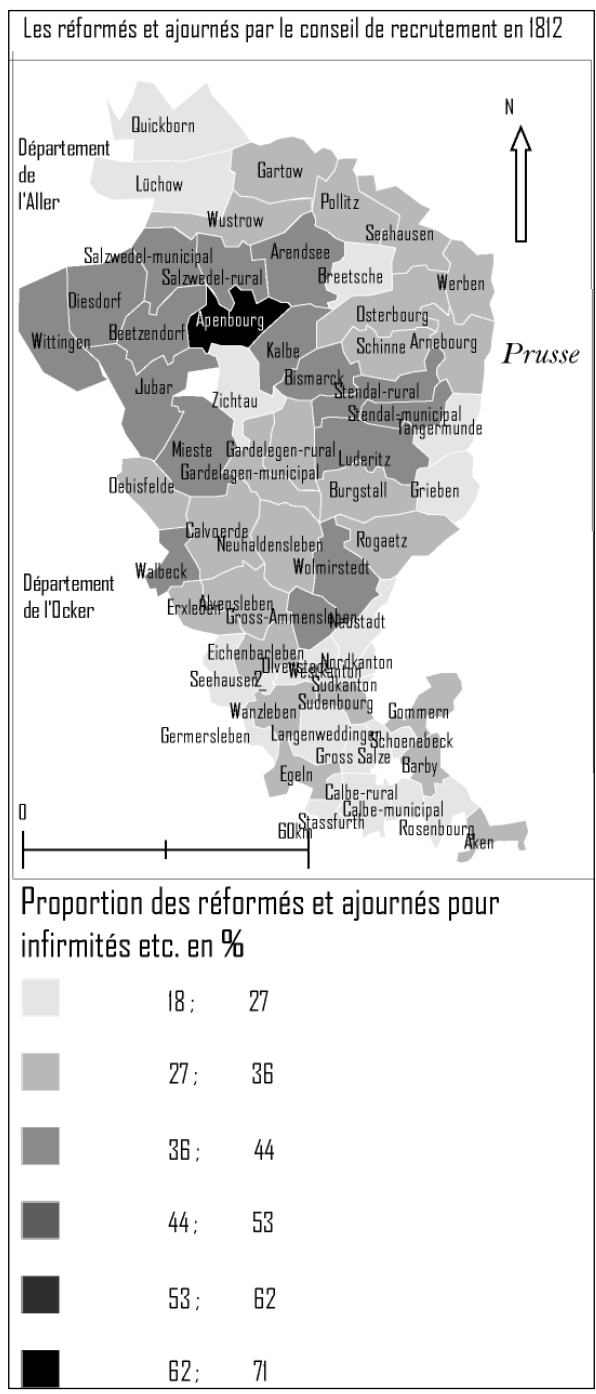 Les réformés et ajournés par le conseil de recrutement en 1812
N
Quickborn
Département
de
l'Aller
Lüchow
Gartow
Pollitz
Wustrow
Seehausen
Salzwedel-municipal
Arendsee
Salzwedel-rural
Breetsche
Werben
Diesdorf
Osterbourg
Apenbourg
Beetzendorf
Wittingen
Schinne
Arnebourg
Kalbe
Prusse
Bismarck
Jubar
Stendal-rural
Zichtau
Stendal-municipal
Tangermunde
Mieste
Gardelegen-rural
Luderitz
Gardelegen-municipal
Oebisfelde
Burgstall
Grieben
Calvoerde
Neuhaldensleben
Rogaetz
Walbeck
Wolmirstedt
Département
de l'Ocker
Erxleben
Alvensleben
Gross-Ammensleben
Neustadt
Eichenbarleben
Olvenstedt
Nordkanton
Westkanton
Seehausen2_
Sudkanton
Sudenbourg
Wanzleben
Gommern
Germersleben
Langenweddingen
Schoenebeck
Gross Salze
Barby
Egeln
Calbe-rural
Calbe-municipal
0
Stassfurth
60km
Rosenbourg
Aken
Proportion des réformés et ajournés pour
infirmités etc. en %
18 ; 27
27 ; 36
36 ; 44
44 ; 53
53 ; 62
62 ; 71